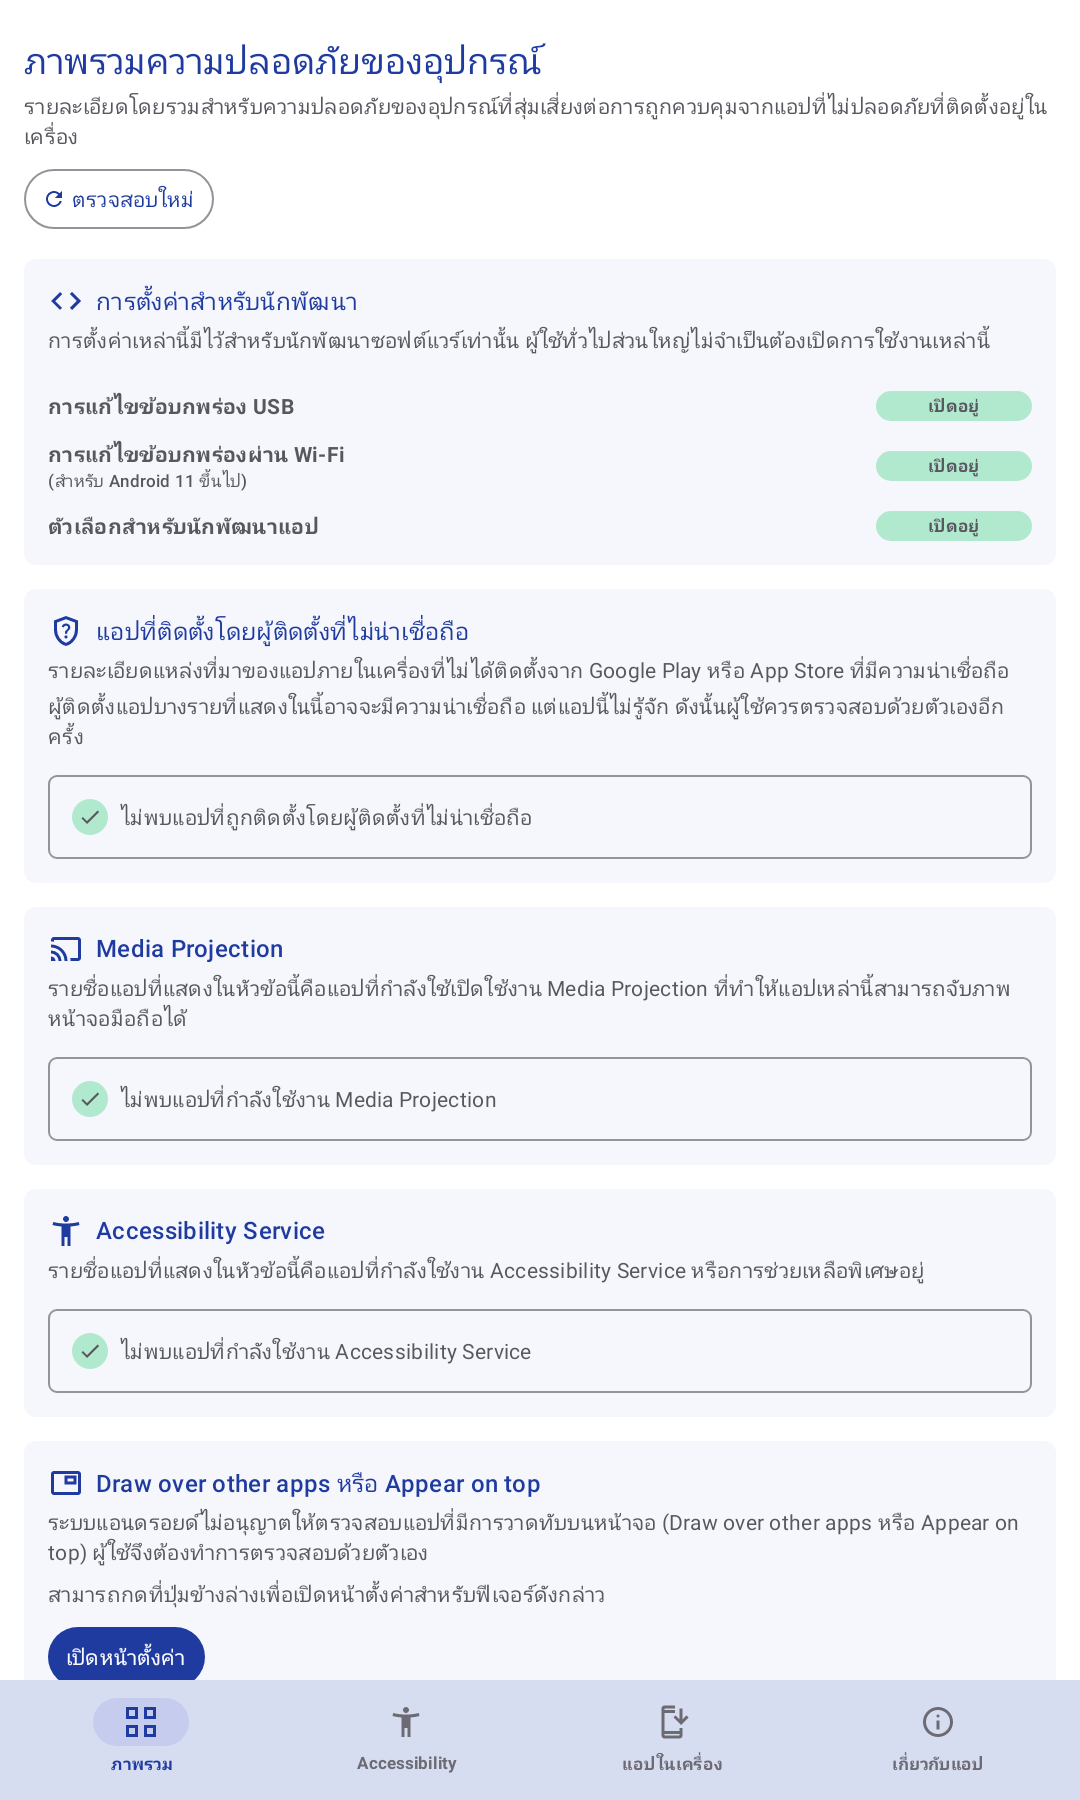 ภาพรวมความปลอดภัยของอุปกรณ์
รายละเอียดโดยรวมสำหรับความปลอดภัยของอุปกรณ์ที่สุ่มเสี่ยงต่อการถูกควบคุมจากแอปที่ไม่ปลอดภัยที่ติดตั้งอยู่ใน
เครื่อง
ตรวจสอบใหม่
การตั้งค่าสำหรับนักพัฒนา
การตั้งค่าเหล่านี้มีไว้สำหรับนักพัฒนาซอฟต์แวร์เท่านั้น ผู้ใช้ทั่วไปส่วนใหญ่ไม่จำเป็นต้องเปิดการใช้งานเหล่านี้
การแก้ไขข้อบกพร่อง USB
เปิดอยู่
การแก้ไขข้อบกพร่องผ่าน Wi-Fi
(สำหรับ Android 11 ขึ้นไป)
เปิดอยู่
ตัวเลือกสำหรับนักพัฒนาแอป
เปิดอยู่
แอปที่ติดตั้งโดยผู้ติดตั้งที่ไม่น่าเชื่อถือ
รายละเอียดแหล่งที่มาของแอปภายในเครื่องที่ไม่ได้ติดตั้งจาก Google Play หรือ App Store ที่มีความน่าเชื่อถือ
ผู้ติดตั้งแอปบางรายที่แสดงในนี้อาจจะมีความน่าเชื่อถือ แต่แอปนี้ไม่รู้จัก ดังนั้นผู้ใช้ควรตรวจสอบด้วยตัวเองอีก
ครั้ง
ไม่พบแอปที่ถูกติดตั้งโดยผู้ติดตั้งที่ไม่น่าเชื่อถือ
Media Projection
รายชื่อแอปที่แสดงในหัวข้อนี้คือแอปที่กำลังใช้เปิดใช้งาน Media Projection ที่ทำให้แอปเหล่านี้สามารถจับภาพ
หน้าจอมือถือได้
ไม่พบแอปที่กำลังใช้งาน Media Projection
Accessibility Service
รายชื่อแอปที่แสดงในหัวข้อนี้คือแอปที่กำลังใช้งาน Accessibility Service หรือการช่วยเหลือพิเศษอยู่
ไม่พบแอปที่กำลังใช้งาน Accessibility Service
Draw over other apps หรือ Appear on top
ระบบแอนดรอยด์ไม่อนุญาตให้ตรวจสอบแอปที่มีการวาดทับบนหน้าจอ (Draw over other apps หรือ Appear on
top) ผู้ใช้จึงต้องทำการตรวจสอบด้วยตัวเอง
สามารถกดที่ปุ่มข้างล่างเพื่อเปิดหน้าตั้งค่าสำหรับฟีเจอร์ดังกล่าว
เปิดหน้าตั้งค่า
ภาพรวม
Accessibility
แอปในเครื่อง
เกี่ยวกับแอป